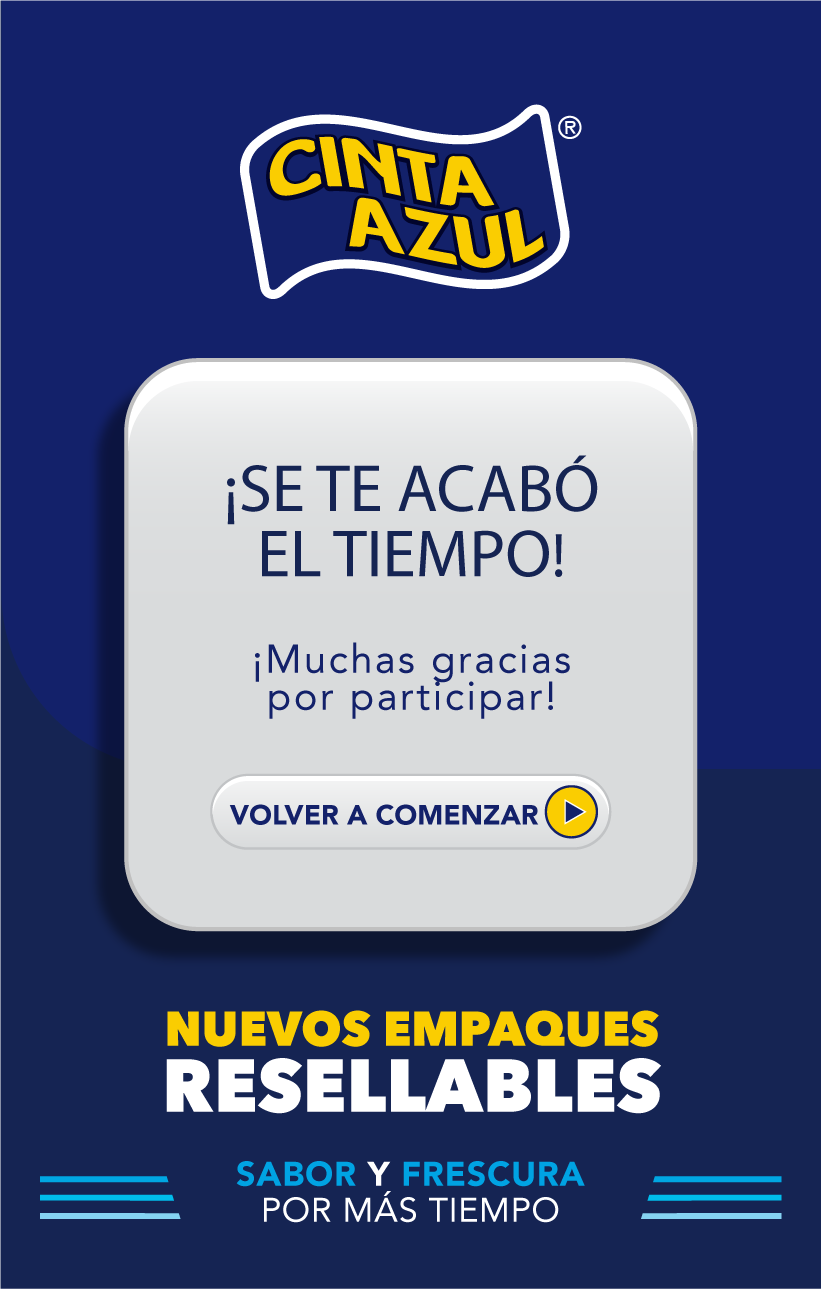 CINTA
AZUL
®
¡SE TE ACABÓ
EL TIEMPO!
¡Muchas gracias
por participar!
VOLVER A COMENZAR
NUEVOS EMPAQUES
RESELLABLES
SABOR Y FRESCURA
POR MÁS TIEMPO